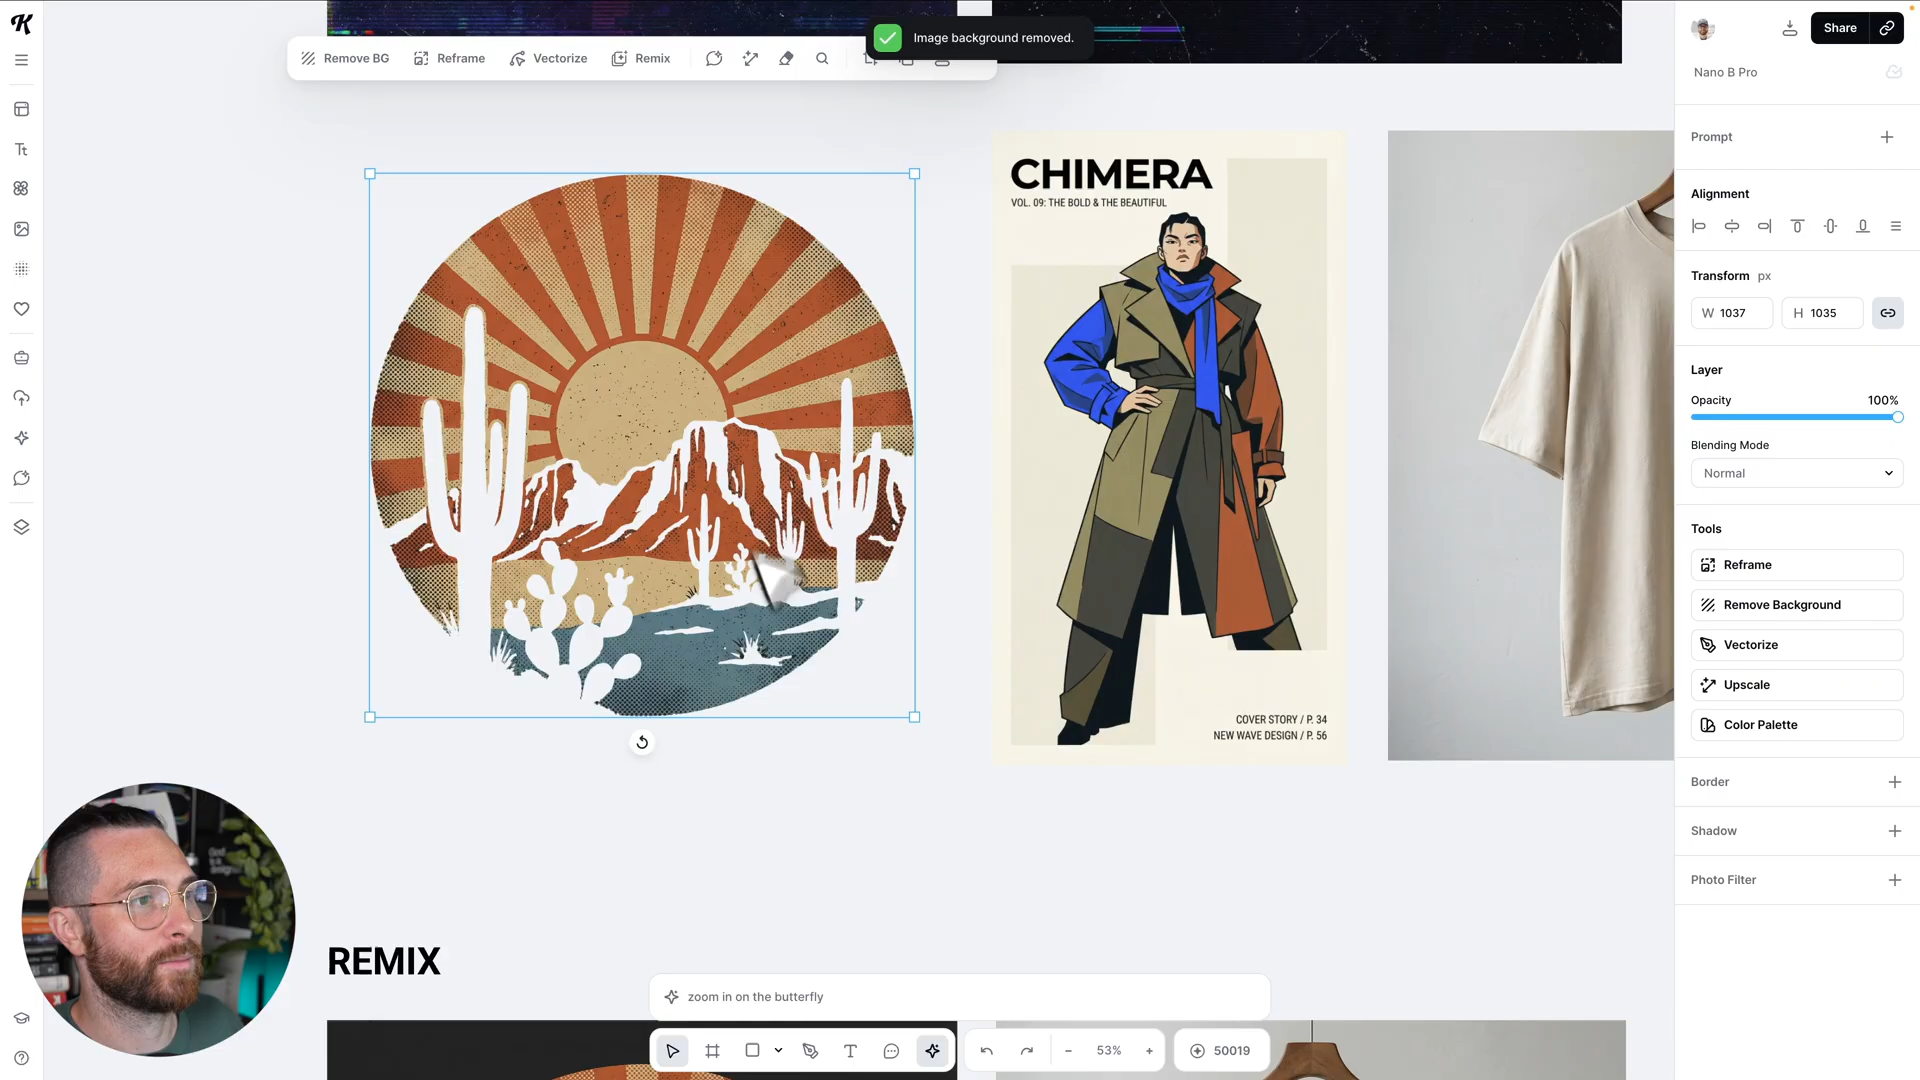 Image background removed.
Remove BG
Reframe
Vectorize
Remix
Share
Nano B Pro
Prompt
Alignment
Transform px
W 1037
H 1035
Layer
Opacity 100%
Blending Mode
Normal
Tools
Reframe
Remove Background
Vectorize
Upscale
Color Palette
Border
Shadow
Photo Filter
Tt
CHIMERA
VOL. 09: THE BOLD & THE BEAUTIFUL
COVER STORY / P. 34
NEW WAVE DESIGN / P. 56
REMIX
zoom in on the butterfly
53%
50019